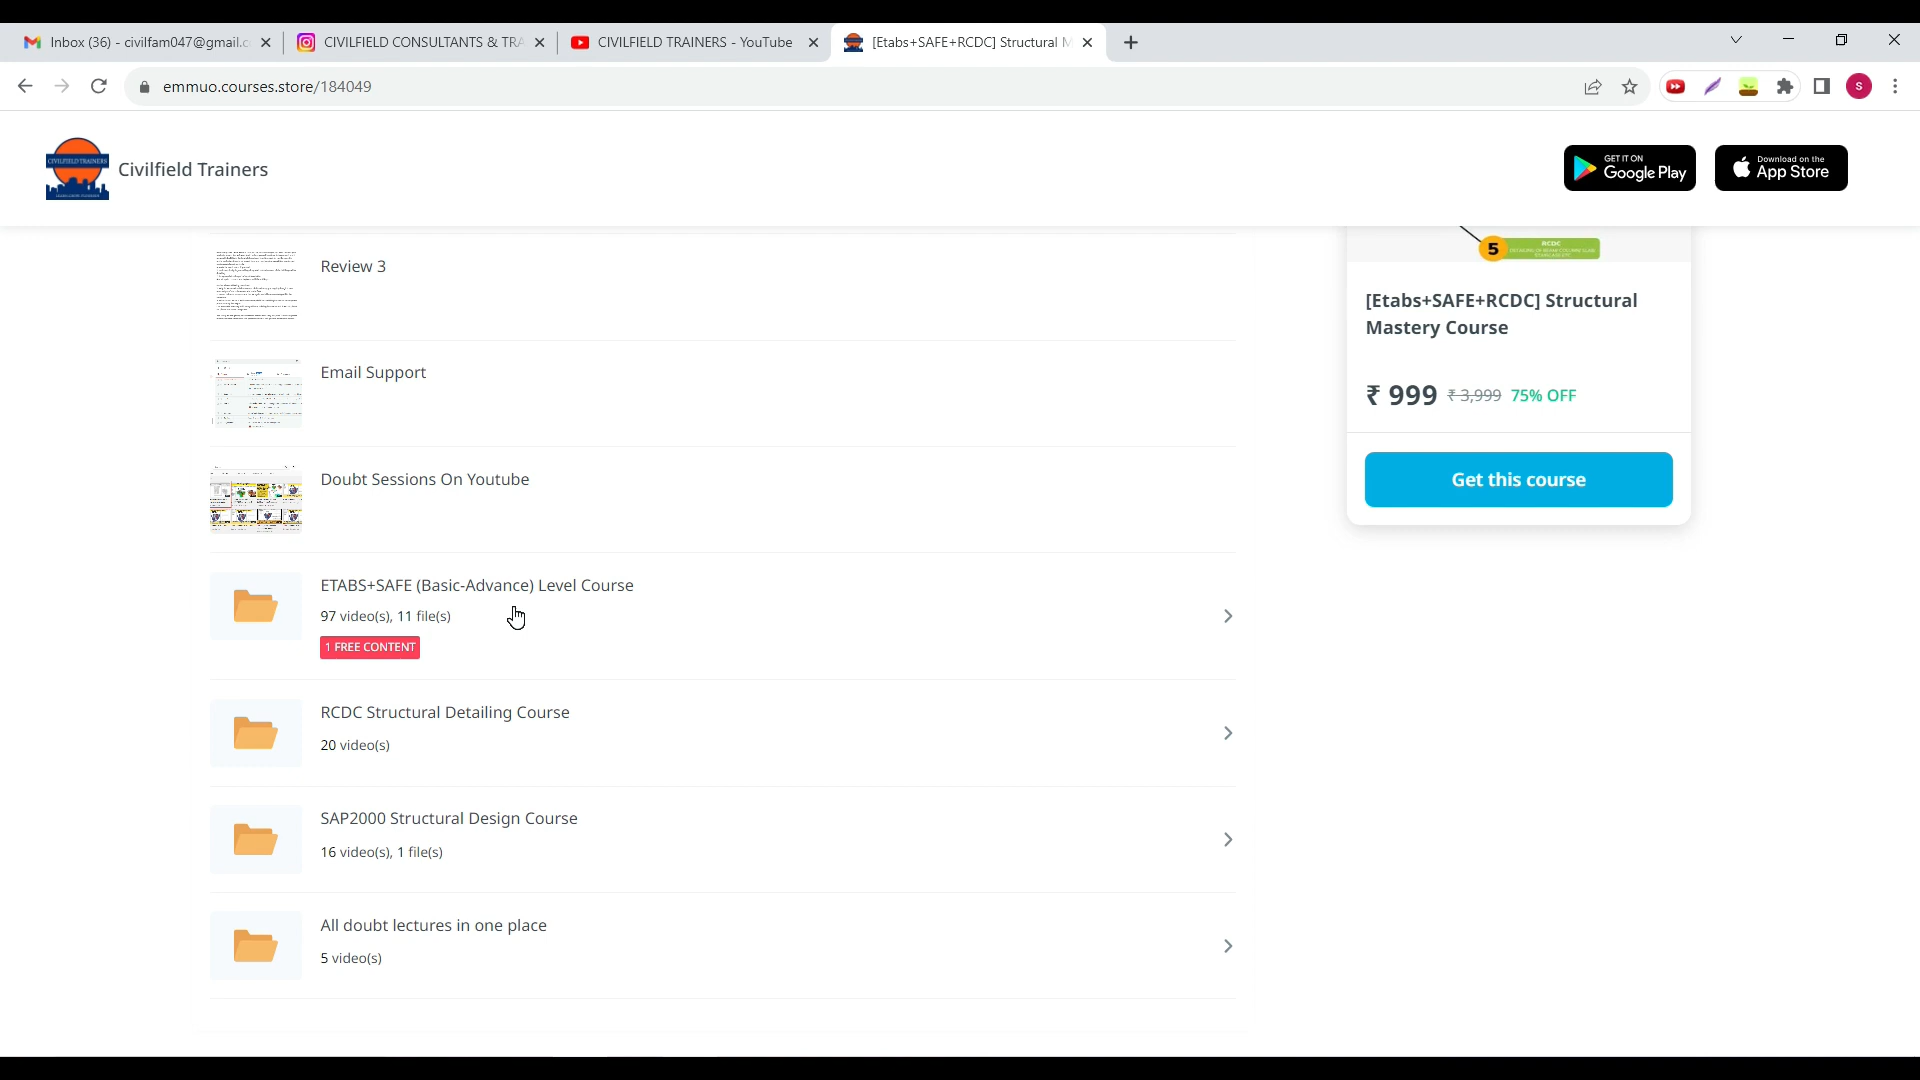 Inbox (36) - civilfam047@gmail.c
CIVILFIELD CONSULTANTS & TRA
CIVILFIELD TRAINERS - YouTube
[Etabs+SAFE+RCDC] Structural M
emmuo.courses.store/184049
S
CIVILFIELD TRAINERS
Civilfield Trainers
GET IT ON
Google Play
Download on the
App Store
Review 3
5
RCDC
[Etabs+SAFE+RCDC] Structural
Mastery Course
Email Support
₹ 999 ₹ 3,999 75% OFF
Doubt Sessions On Youtube
Get this course
ETABS+SAFE (Basic-Advance) Level Course
97 video(s), 11 file(s)
1 FREE CONTENT
RCDC Structural Detailing Course
20 video(s)
SAP2000 Structural Design Course
16 video(s), 1 file(s)
All doubt lectures in one place
5 video(s)